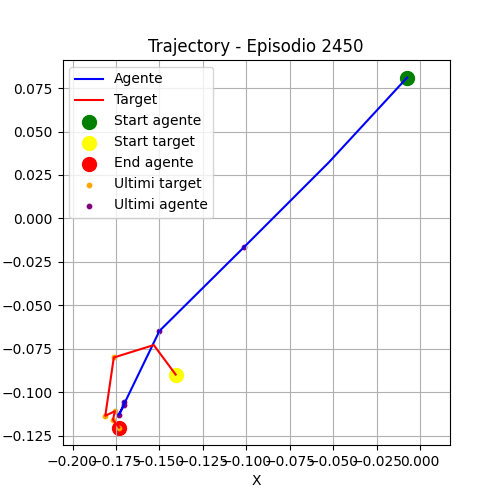 Trajectory - Episodio 2450
Agente
Target
Start agente
Start target
End agente
Ultimi target
Ultimi agente
0.075
0.050
0.025
0.000
−0.025
−0.050
−0.075
−0.100
−0.125
−0.200−0.175−0.150−0.125−0.100−0.075−0.050−0.025 0.000
X